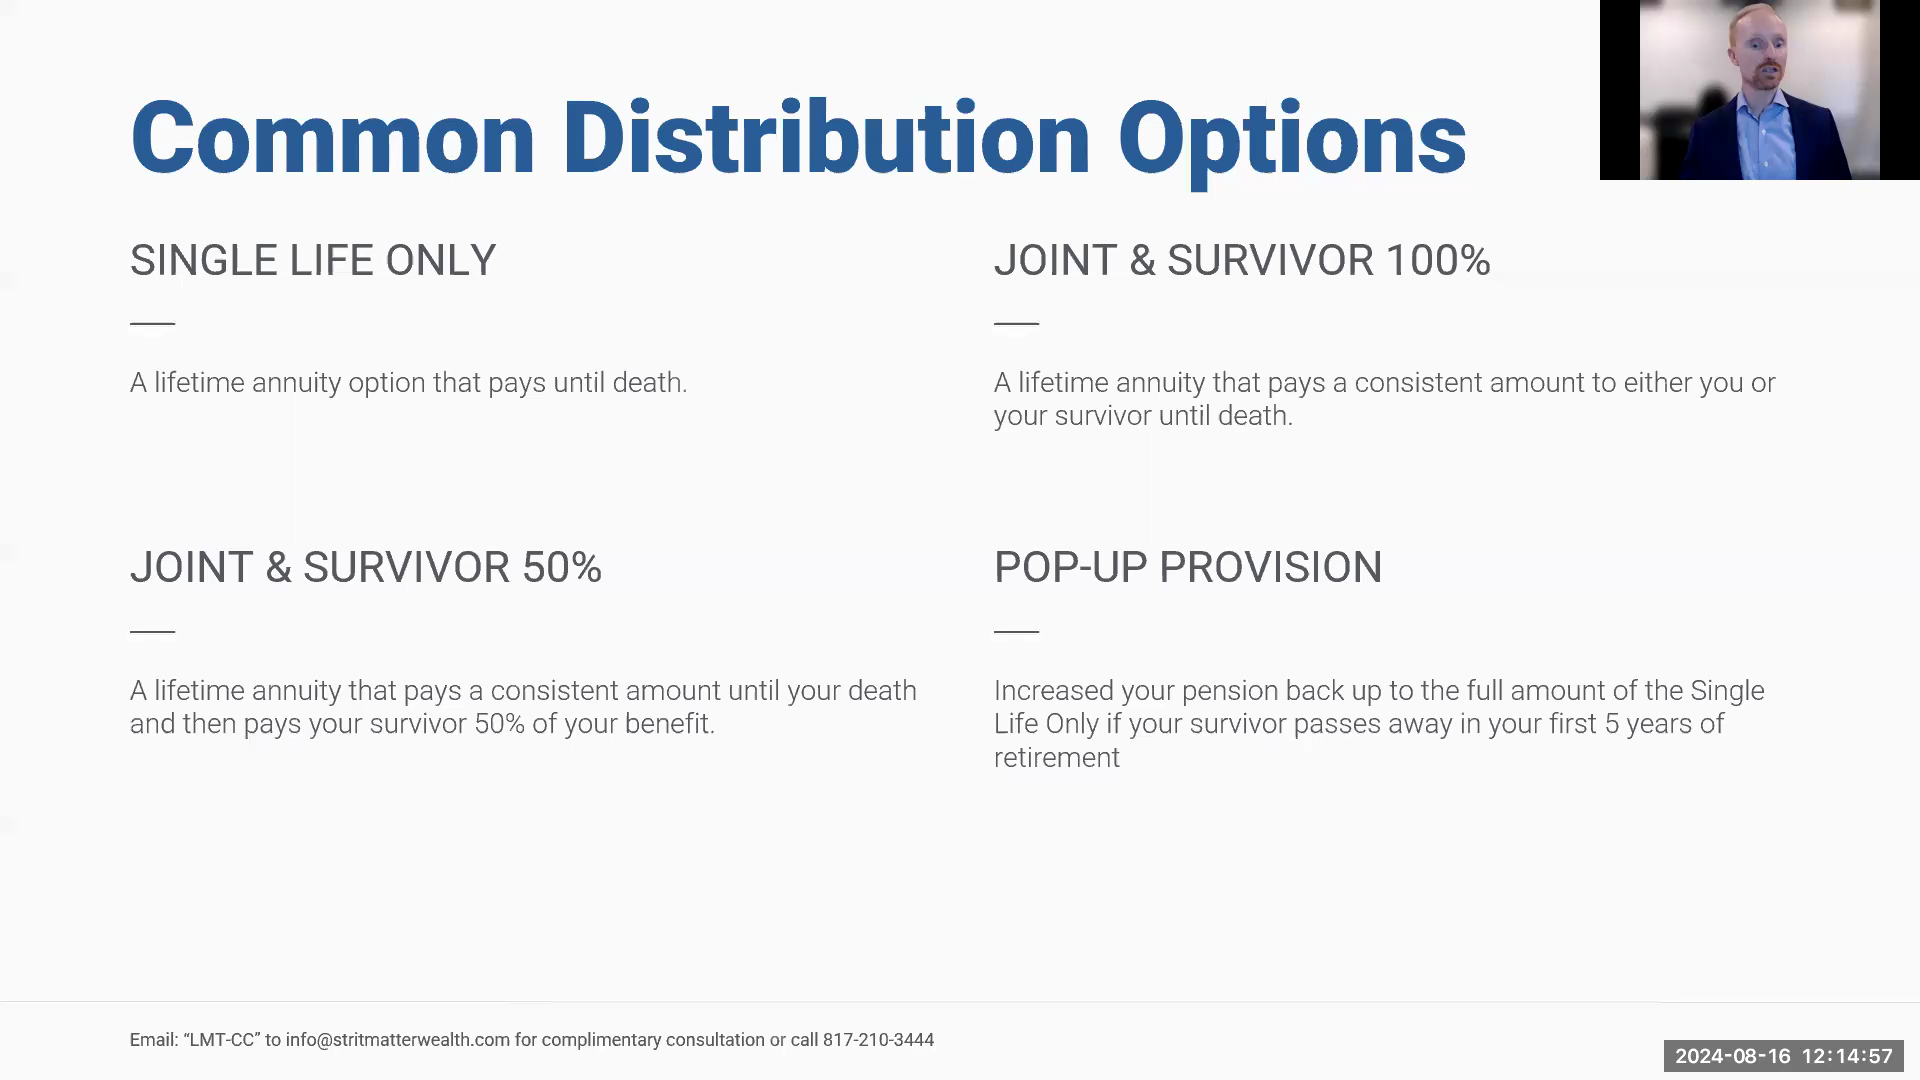 Common Distribution Options
SINGLE LIFE ONLY
A lifetime annuity option that pays until death.
JOINT & SURVIVOR 100%
A lifetime annuity that pays a consistent amount to either you or
your survivor until death.
JOINT & SURVIVOR 50%
A lifetime annuity that pays a consistent amount until your death
and then pays your survivor 50% of your benefit.
POP-UP PROVISION
Increased your pension back up to the full amount of the Single
Life Only if your survivor passes away in your first 5 years of
retirement
Email: “LMT-CC” to info@stritmatterwealth.com for complimentary consultation or call 817-210-3444
2024-08-16 12:14:57